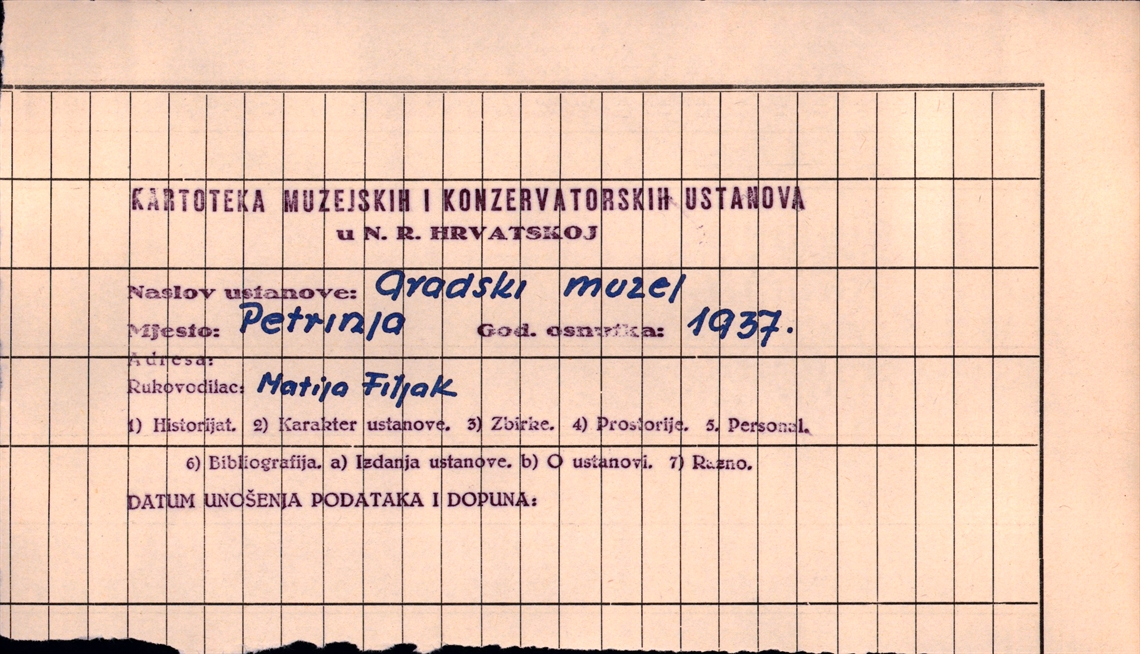 KARTOTEKA MUZEJSKIH I KONZERVATORSKIH USTANOVA
u N. R. HRVATSKOJ
Naslov ustanove: Gradski muzej
Mjesto: Petrinja God. osnutka: 1937.
Adresa:
Rukovodilac: Matija Filjak
1) Historijat. 2) Karakter ustanove. 3) Zbirke. 4) Prostorije. 5. Personal.
6) Bibliografija. a) Izdanja ustanove. b) O ustanovi. 7) Razno.
DATUM UNOŠENJA PODATAKA I DOPUNA: